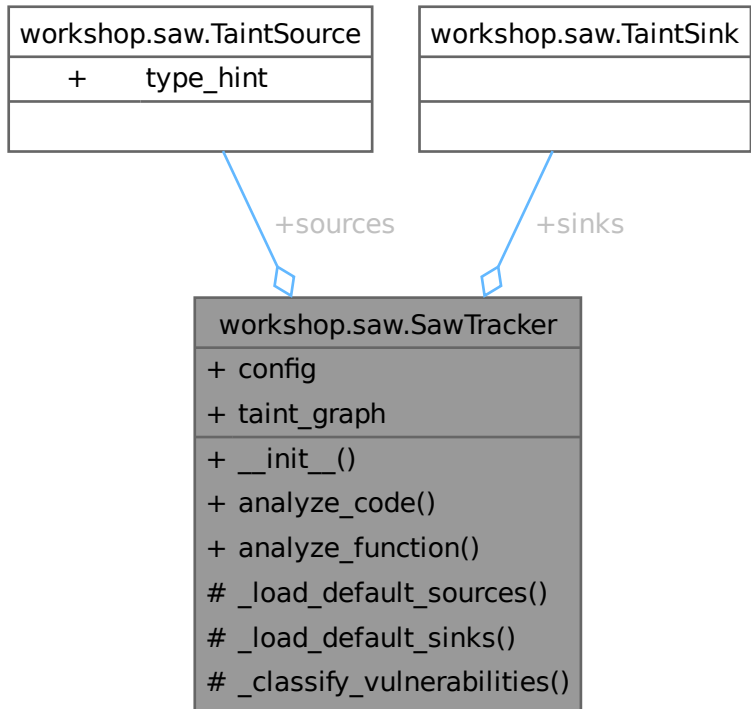 workshop.saw.TaintSource
+ type_hint
workshop.saw.TaintSink
+sources
+sinks
workshop.saw.SawTracker
+ config
+ taint_graph
+ __init__()
+ analyze_code()
+ analyze_function()
# _load_default_sources()
# _load_default_sinks()
# _classify_vulnerabilities()